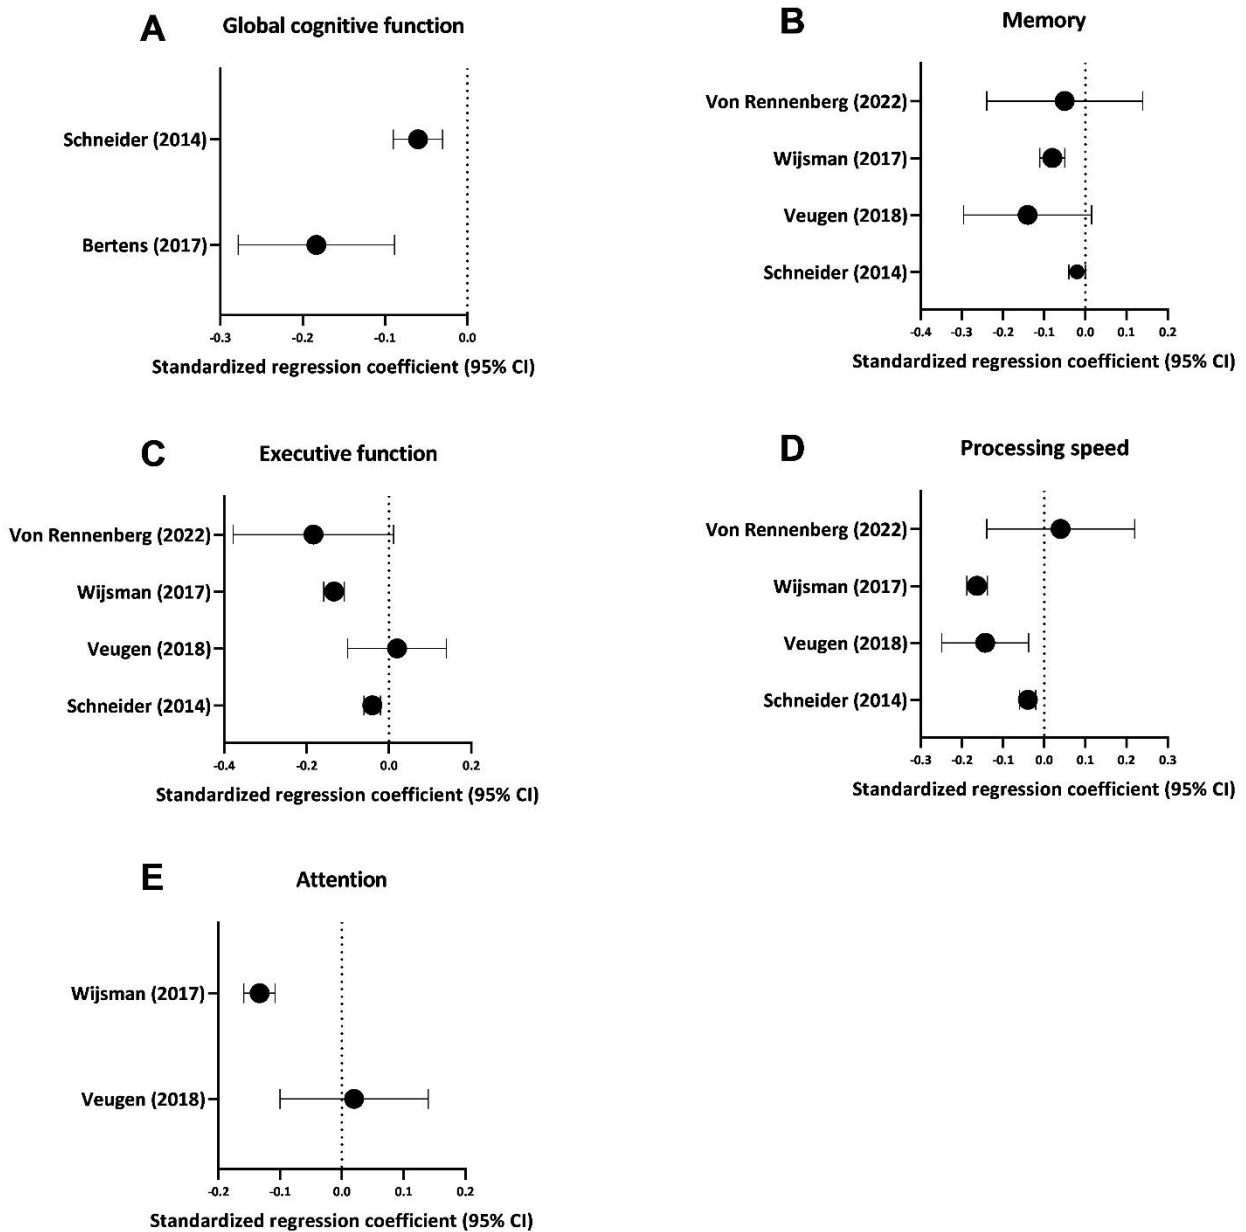 A
Global cognitive function
Schneider (2014)
Bertens (2017)
-0.3 -0.2 -0.1 0.0
Standardized regression coefficient (95% CI)
B
Memory
Von Rennenberg (2022)
Wijsman (2017)
Veugen (2018)
Schneider (2014)
-0.4 -0.3 -0.2 -0.1 0.0 0.1 0.2
Standardized regression coefficient (95% CI)
C
Executive function
Von Rennenberg (2022)
Wijsman (2017)
Veugen (2018)
Schneider (2014)
-0.4 -0.2 0.0 0.2
Standardized regression coefficient (95% CI)
D
Processing speed
Von Rennenberg (2022)
Wijsman (2017)
Veugen (2018)
Schneider (2014)
-0.3 -0.2 -0.1 0.0 0.1 0.2 0.3
Standardized regression coefficient (95% CI)
E
Attention
Wijsman (2017)
Veugen (2018)
-0.2 -0.1 0.0 0.1 0.2
Standardized regression coefficient (95% CI)